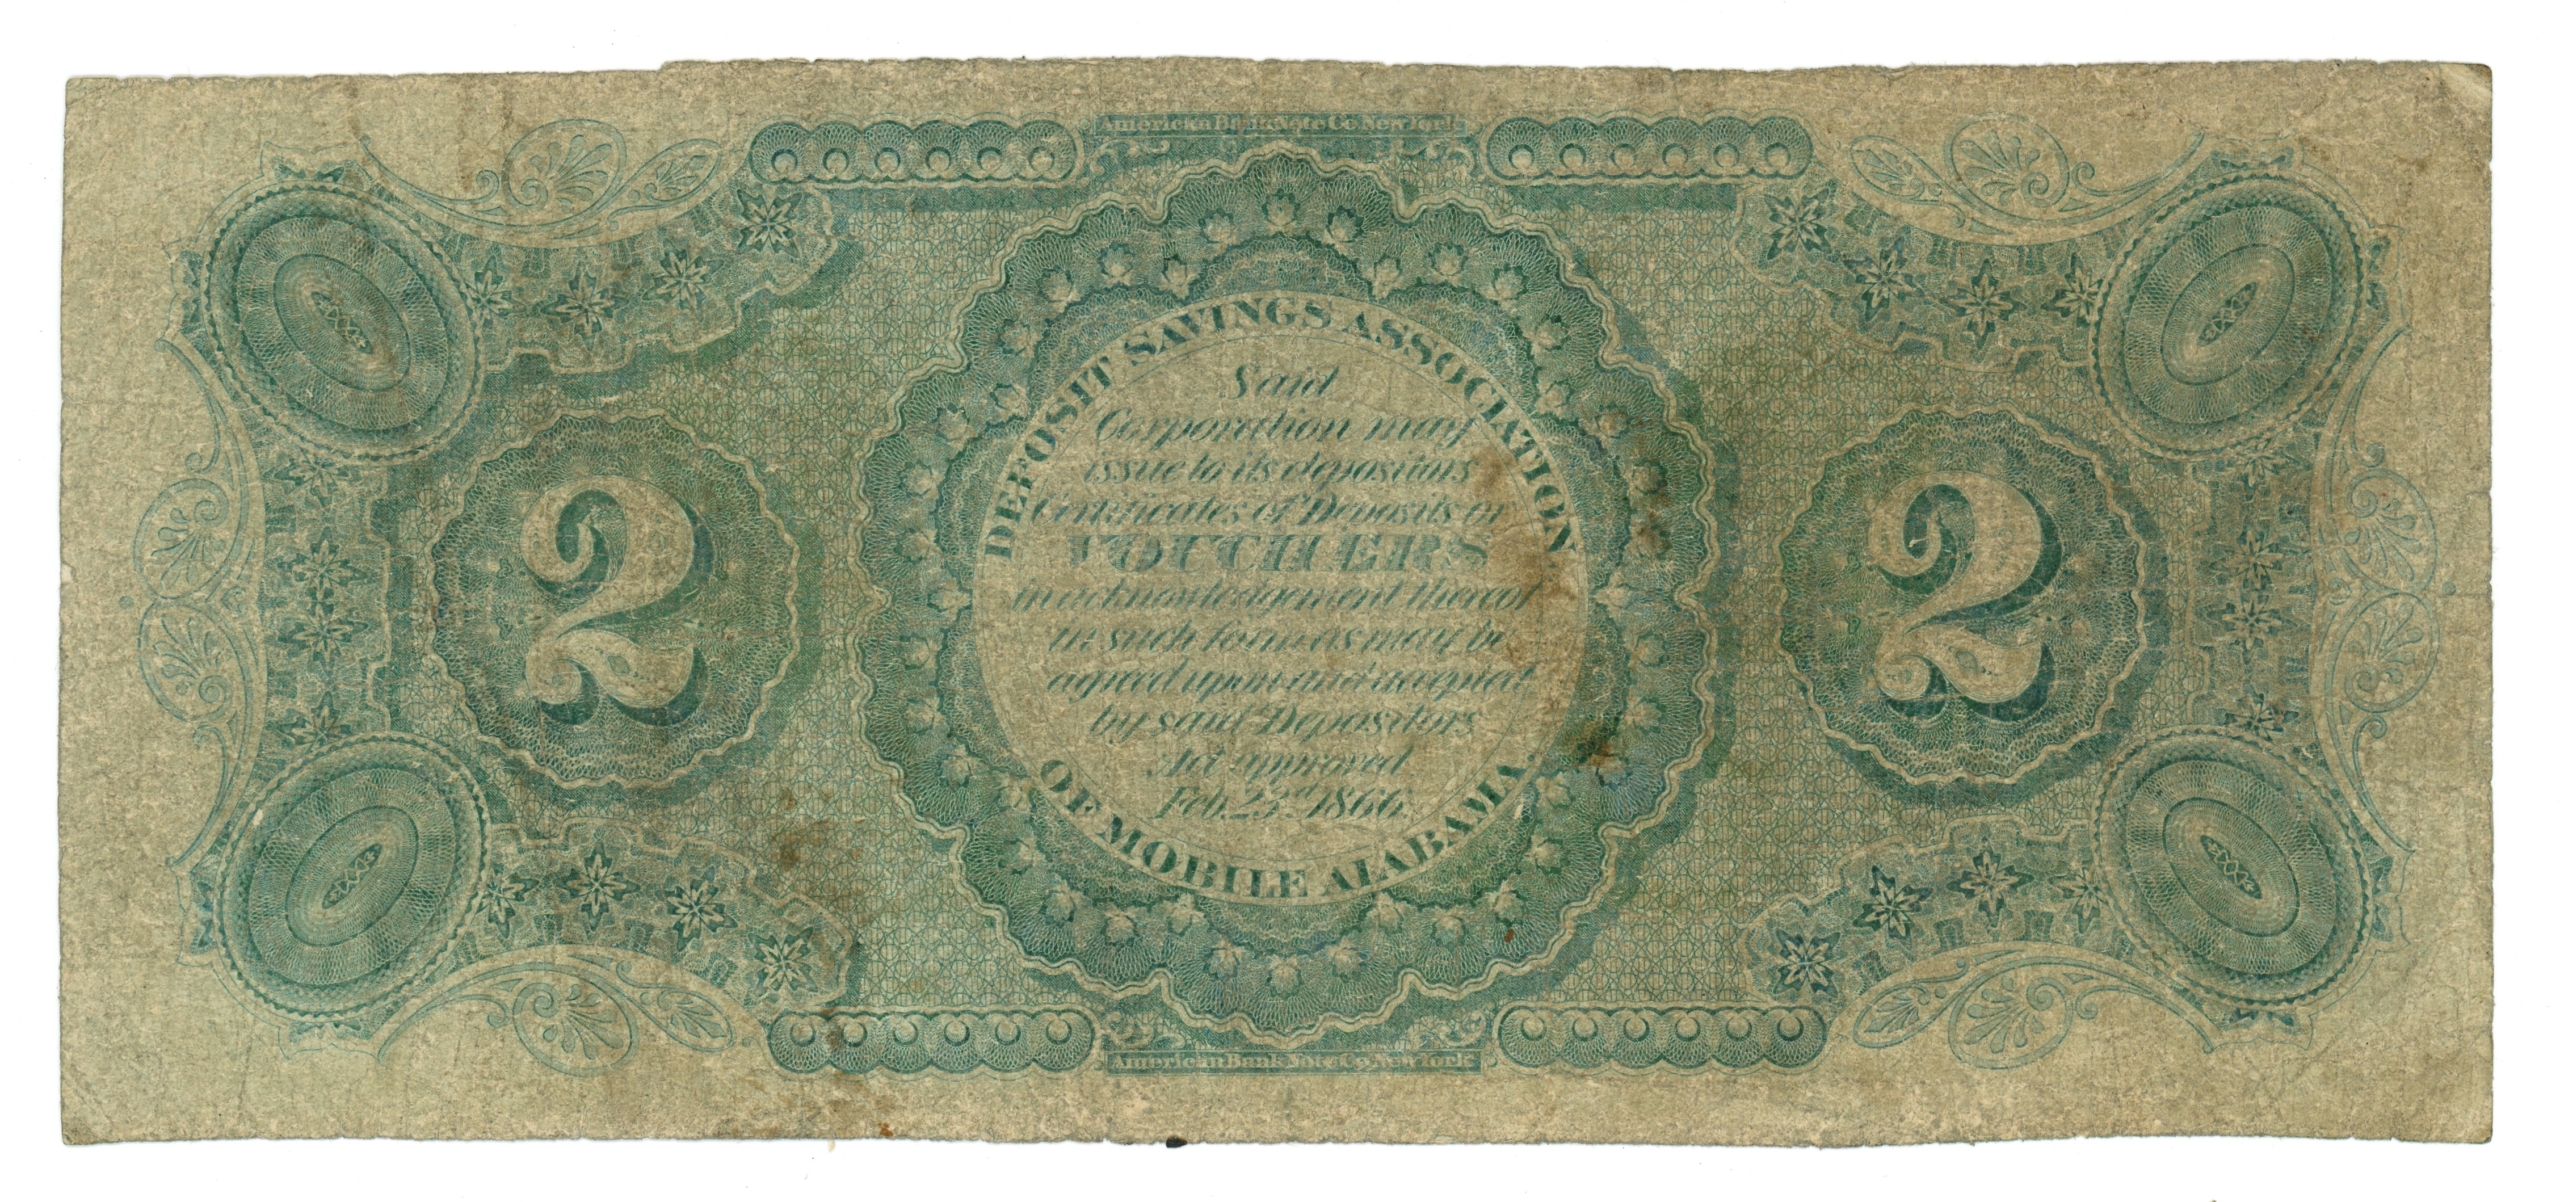 American Bank Note Co. New York
DEPOSIT SAVINGS ASSOCIATION
Said
Corporation may
issue to its depositors
Certificates of Deposits or
VOUCHERS
in acknowledgement thereof
in such form as may be
agreed upon and accepted
by said Depositors
Act approved
Feb. 23rd 1866.
OF MOBILE ALABAMA.
2
2
American Bank Note Co. New York